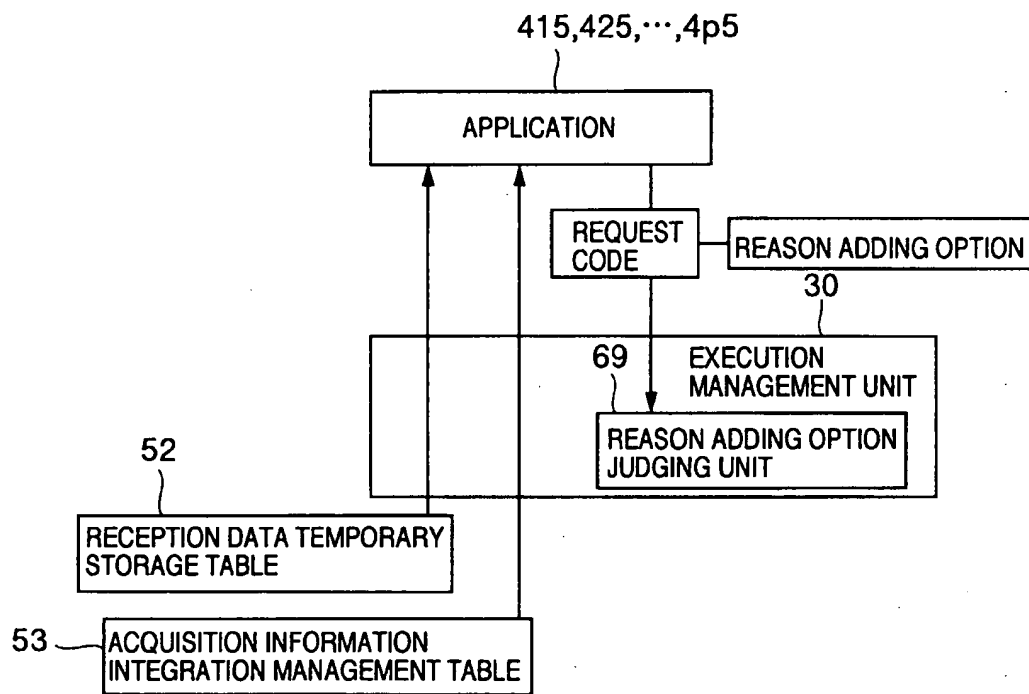 415,425,···,4p5
APPLICATION
REQUEST
CODE
REASON ADDING OPTION
30
EXECUTION
MANAGEMENT UNIT
69
REASON ADDING OPTION
JUDGING UNIT
52
RECEPTION DATA TEMPORARY
STORAGE TABLE
53
ACQUISITION INFORMATION
INTEGRATION MANAGEMENT TABLE